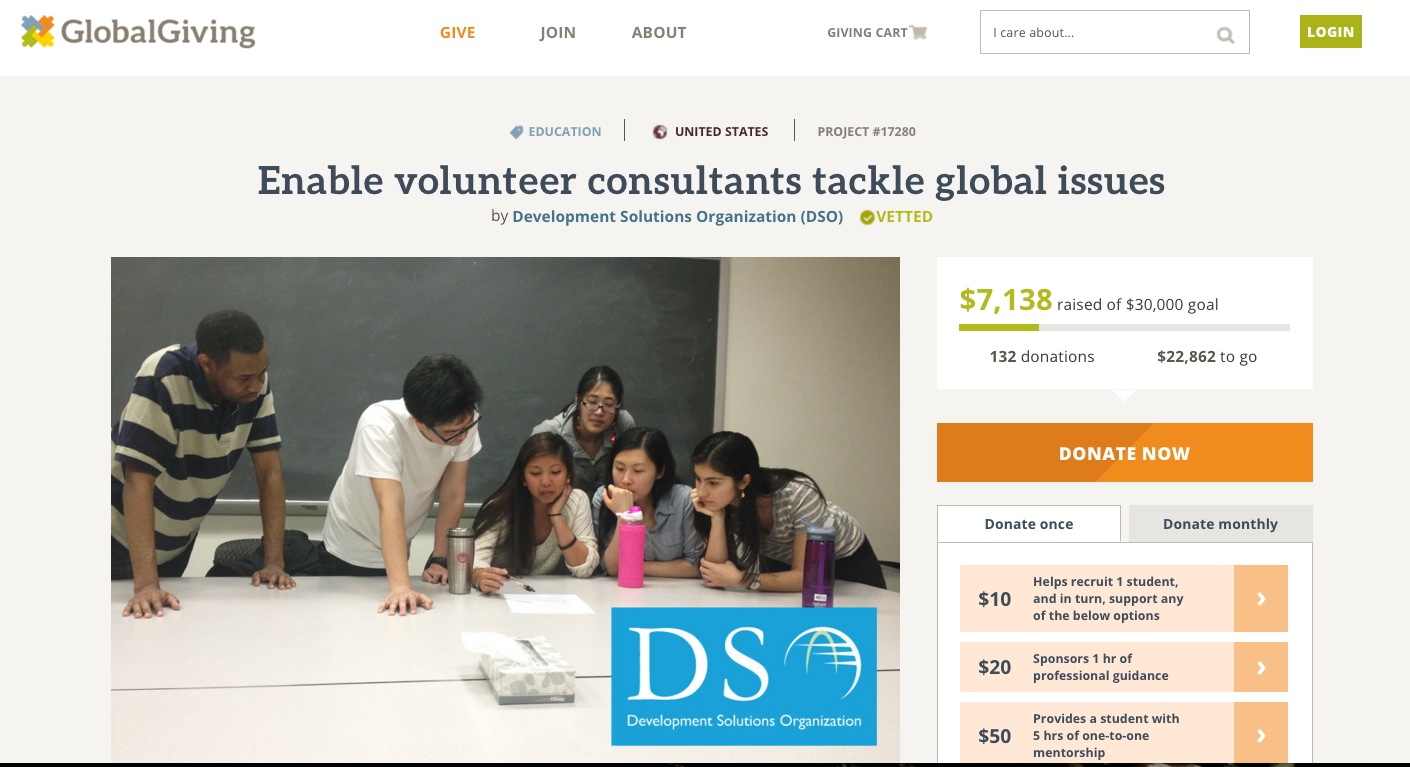 GlobalGiving
GIVE
JOIN
ABOUT
GIVING CART
I care about...
LOGIN
EDUCATION
UNITED STATES
PROJECT #17280
Enable volunteer consultants tackle global issues
by Development Solutions Organization (DSO) VETTED
DSO
Development Solutions Organization
$7,138 raised of $30,000 goal
132 donations
$22,862 to go
DONATE NOW
Donate once
Donate monthly
$10
Helps recruit 1 student,
and in turn, support any
of the below options
$20
Sponsors 1 hr of
professional guidance
$50
Provides a student with
5 hrs of one-to-one
mentorship